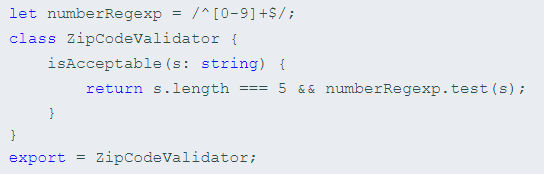 let numberRegexp = /^[0-9]+$/;
class ZipCodeValidator {
    isAcceptable(s: string) {
        return s.length === 5 && numberRegexp.test(s);
    }
}
export = ZipCodeValidator;